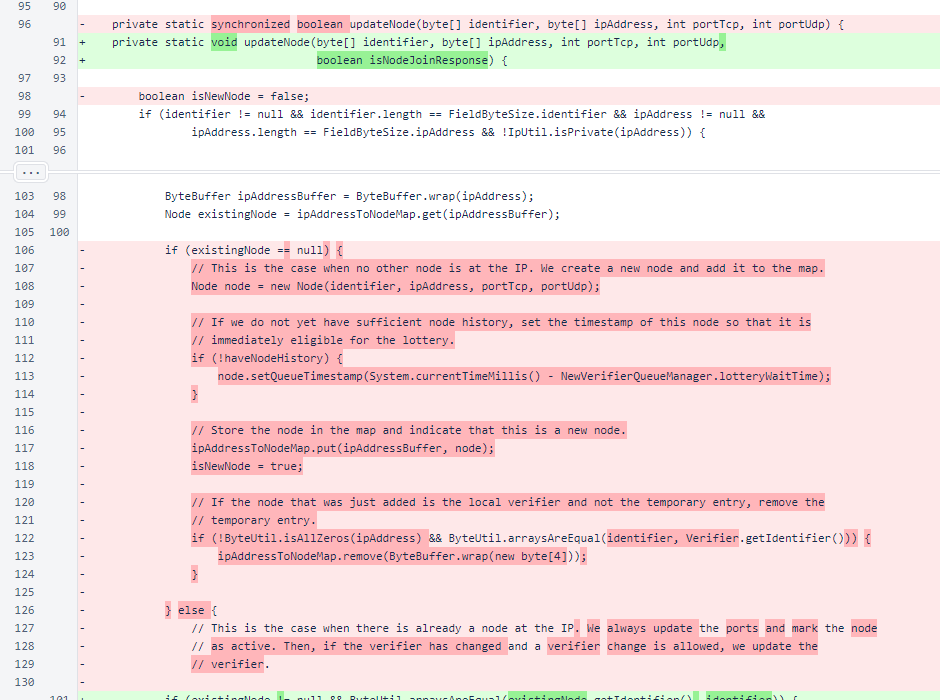 95 90
96 - private static synchronized boolean updateNode(byte[] identifier, byte[] ipAddress, int portTcp, int portUdp) {
91 + private static void updateNode(byte[] identifier, byte[] ipAddress, int portTcp, int portUdp,
92 + boolean isNodeJoinResponse) {
97 93
98 - boolean isNewNode = false;
99 94 if (identifier != null && identifier.length == FieldByteSize.identifier && ipAddress != null &&
100 95 ipAddress.length == FieldByteSize.ipAddress && !IpUtil.isPrivate(ipAddress)) {
101 96
...
103 98 ByteBuffer ipAddressBuffer = ByteBuffer.wrap(ipAddress);
104 99 Node existingNode = ipAddressToNodeMap.get(ipAddressBuffer);
105 100
106 - if (existingNode == null) {
107 - // This is the case when no other node is at the IP. We create a new node and add it to the map.
108 - Node node = new Node(identifier, ipAddress, portTcp, portUdp);
109 -
110 - // If we do not yet have sufficient node history, set the timestamp of this node so that it is
111 - // immediately eligible for the lottery.
112 - if (!haveNodeHistory) {
113 - node.setQueueTimestamp(System.currentTimeMillis() - NewVerifierQueueManager.lotteryWaitTime);
114 - }
115 -
116 - // Store the node in the map and indicate that this is a new node.
117 - ipAddressToNodeMap.put(ipAddressBuffer, node);
118 - isNewNode = true;
119 -
120 - // If the node that was just added is the local verifier and not the temporary entry, remove the
121 - // temporary entry.
122 - if (!ByteUtil.isAllZeros(ipAddress) && ByteUtil.arraysAreEqual(identifier, Verifier.getIdentifier())) {
123 - ipAddressToNodeMap.remove(ByteBuffer.wrap(new byte[4]));
124 - }
125 -
126 - } else {
127 - // This is the case when there is already a node at the IP. We always update the ports and mark the node
128 - // as active. Then, if the verifier has changed and a verifier change is allowed, we update the
129 - // verifier.
130 -
101 + if (existingNode != null && ByteUtil.arraysAreEqual(existingNode.getIdentifier(), identifier)) {